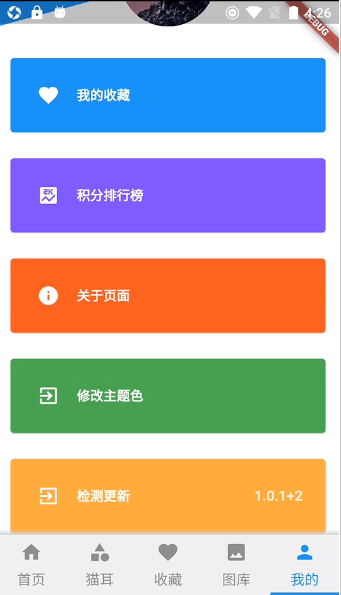 4:26
DEBUG
我的收藏
积分排行榜
关于页面
修改主题色
检测更新 1.0.1+2
首页 猫耳 收藏 图库 我的